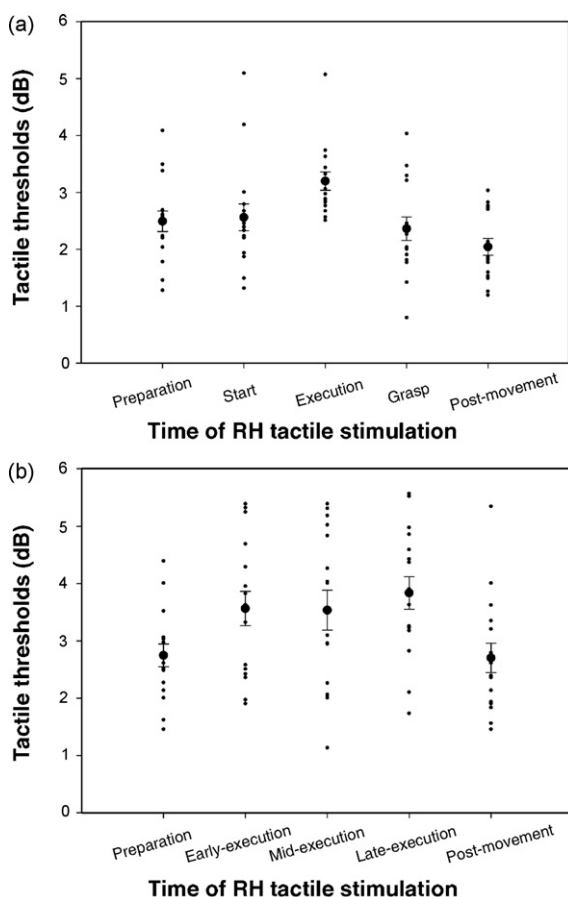 (a)
Tactile thresholds (dB)
6
5
4
3
2
1
0
Preparation
Start
Execution
Grasp
Post-movement
Time of RH tactile stimulation
(b)
Tactile thresholds (dB)
6
5
4
3
2
1
0
Preparation
Early-execution
Mid-execution
Late-execution
Post-movement
Time of RH tactile stimulation